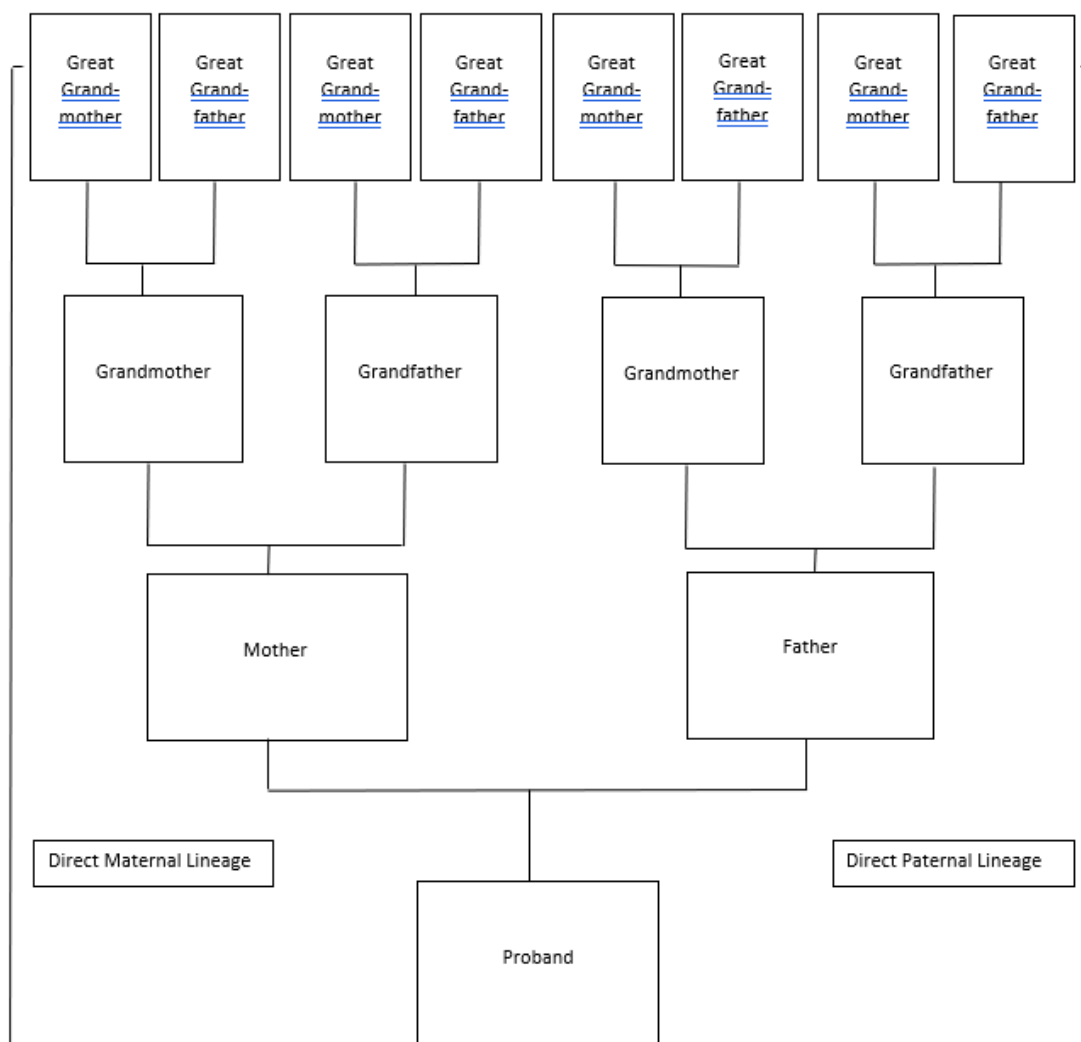 Great
Grand-
mother
Great
Grand-
father
Great
Grand-
mother
Great
Grand-
father
Great
Grand-
mother
Great
Grand-
father
Great
Grand-
mother
Great
Grand-
father
Grandmother
Grandfather
Grandmother
Grandfather
Mother
Father
Direct Maternal Lineage
Direct Paternal Lineage
Proband